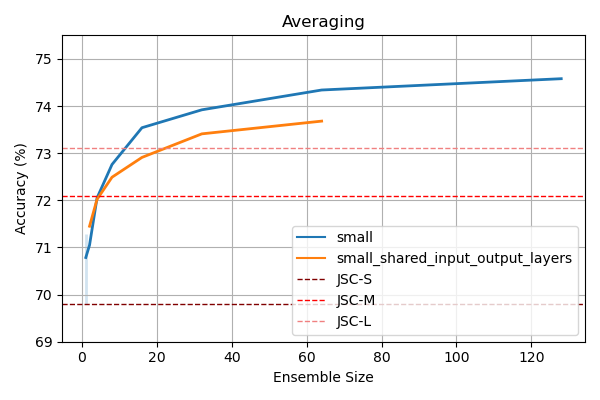 Averaging
75
74
73
72
71
70
69
Accuracy (%)
small
small_shared_input_output_layers
JSC-S
JSC-M
JSC-L
0 20 40 60 80 100 120
Ensemble Size